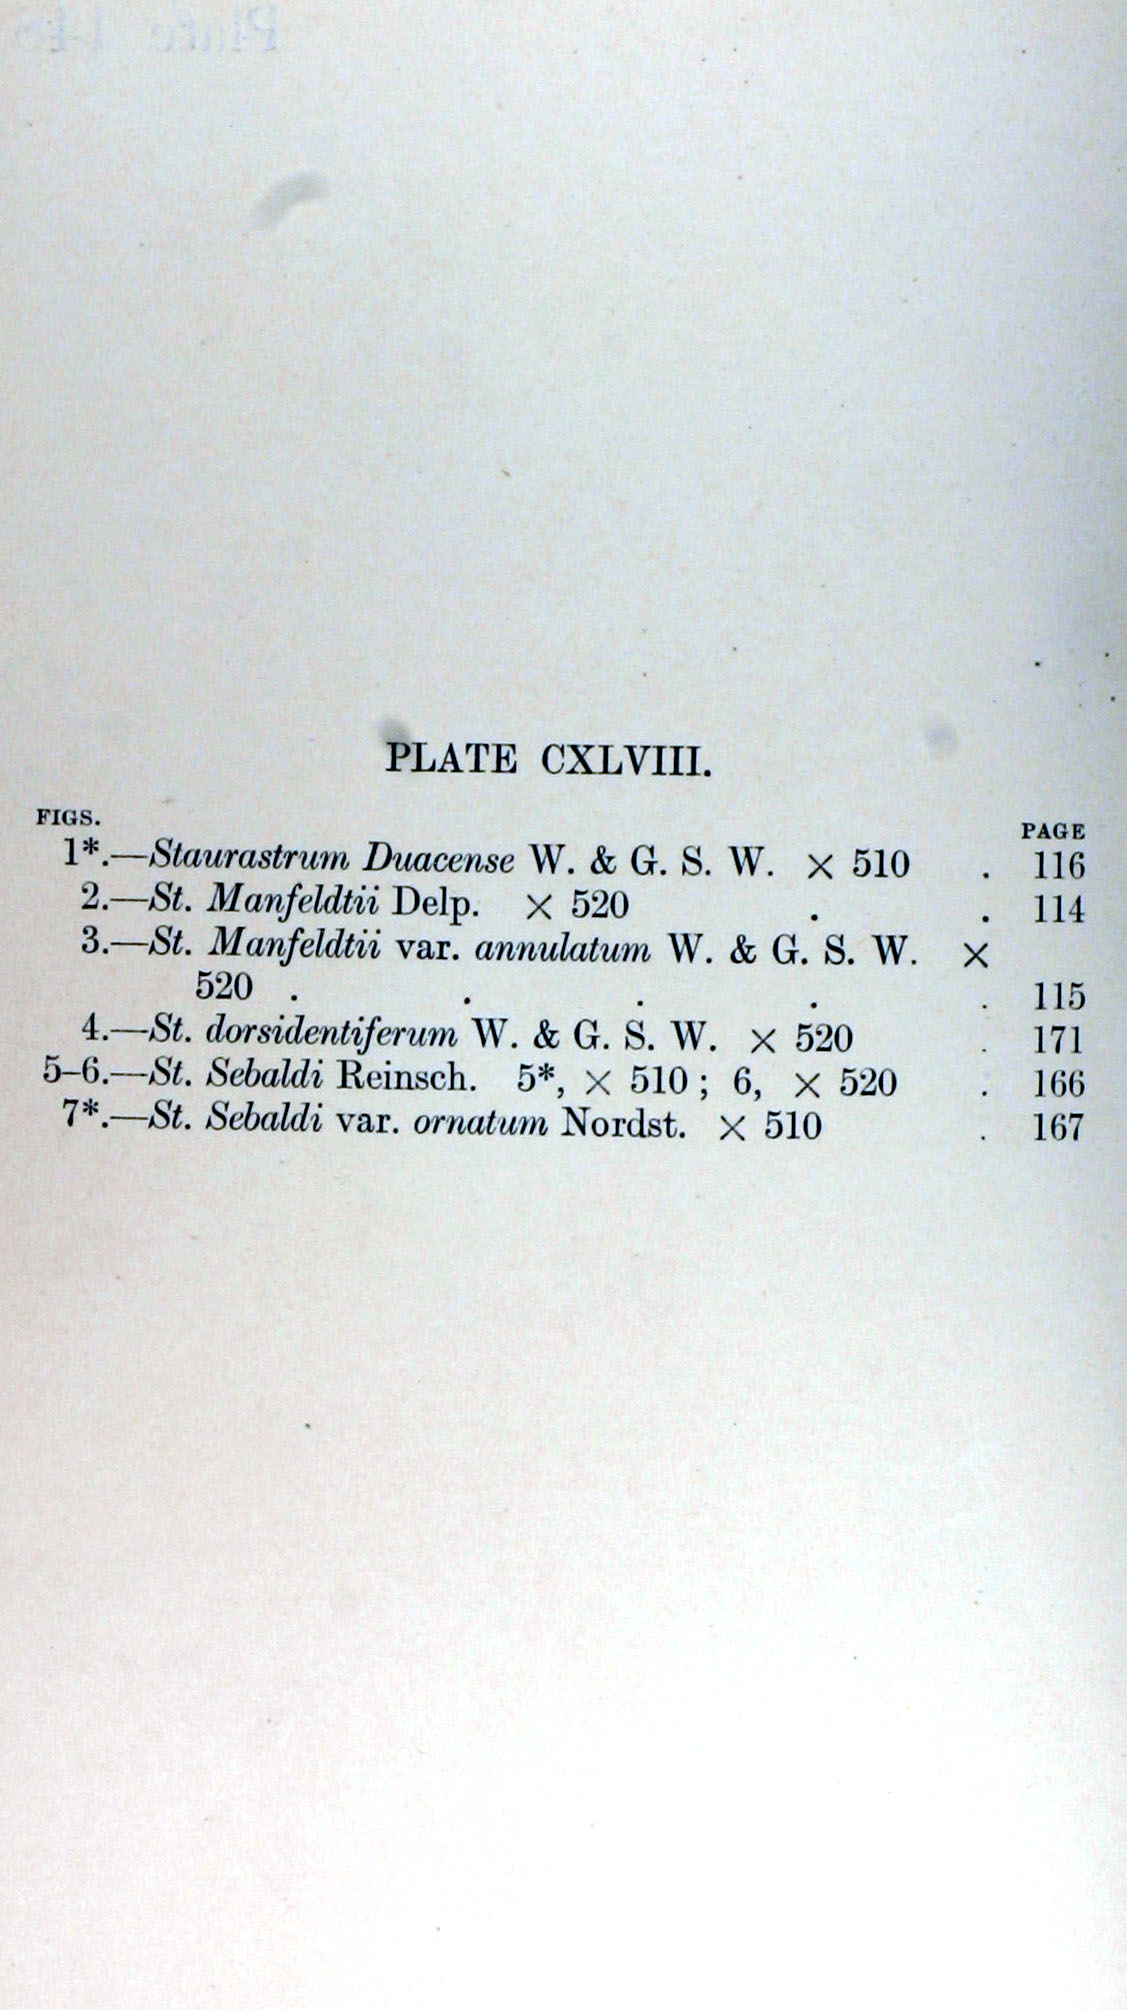 PLATE CXLVIII.
FIGS.
PAGE
1*.—Staurastrum Duacense W. & G. S. W. × 510 . 116
2.—St. Manfeldtii Delp. × 520 . . 114
3.—St. Manfeldtii var. annulatum W. & G. S. W. ×
520 . . . . . 115
4.—St. dorsidentiferum W. & G. S. W. × 520 . 171
5–6.—St. Sebaldi Reinsch. 5*, × 510 ; 6, × 520 . 166
7*.—St. Sebaldi var. ornatum Nordst. × 510 . 167